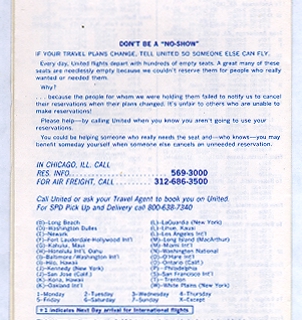 DON'T BE A "NO-SHOW"
IF YOUR TRAVEL PLANS CHANGE, TELL UNITED SO SOMEONE ELSE CAN FLY.
Every day, United flights depart with hundreds of empty seats. A great many of these
seats are needlessly empty because we couldn't reserve them for people who really
wanted or needed them.
Why?
. . . because the people for whom we were holding them failed to notify us to cancel
their reservations when their plans changed. It's unfair to others who are unable to
make reservations!
Please help—by calling United when you know you aren't going to use your
reservations.
You could be helping someone who really needs the seat and—who knows—you may
benefit someday yourself when someone else cancels an unneeded reservation.
IN CHICAGO, ILL. CALL
RES. INFO. 569-3000
FOR AIR FREIGHT, CALL 312-686-3500
Call United or ask your Travel Agent to book you on United.
For SPD Pick Up and Delivery call 800-638-7340
Long Beach
Washington Dulles
Newark
Fort Lauderdale-Hollywood Int'l
Kahului, Maui
Honolulu Int'l, Oahu
Baltimore/Washington Int'l
Hilo, Hawaii
Kennedy (New York)
San Jose (Calif.)
Kona, Hawaii
Oakland Int'l
LaGuardia (New York)
Lihue, Kauai
Los Angeles Int'l
Long Island (MacArthur)
Miami Int'l
Washington National
O'Hare Int'l
Ontario (Calif.)
Philadelphia
San Francisco Int'l
Trenton
White Plains (New York)
1-Monday 2-Tuesday 3-Wednesday 4-Thursday
5-Friday 6-Saturday 7-Sunday X-Except
+1 indicates Next Day arrival for International flights